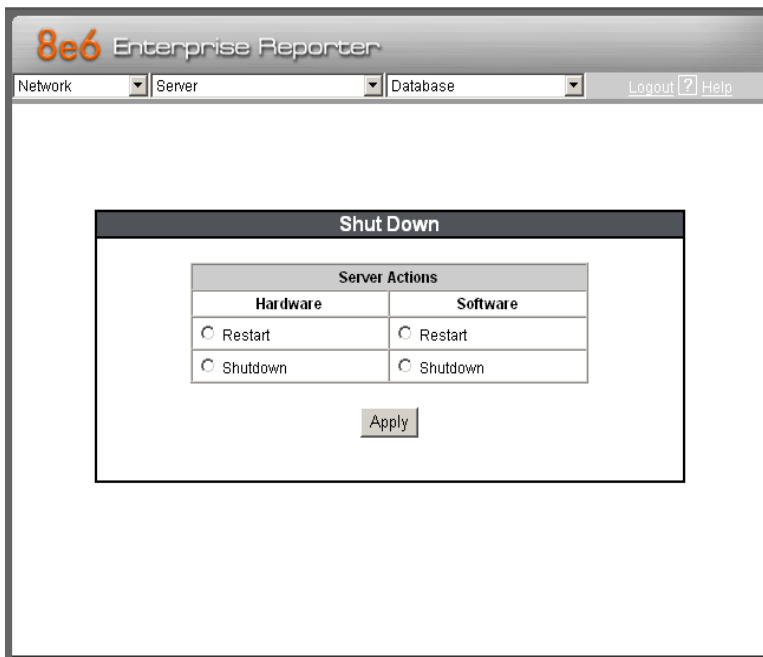 8e6 Enterprise Reporter
Network Server Database Logout ? Help
Shut Down
Server Actions
Hardware Software
Restart Restart
Shutdown Shutdown
Apply